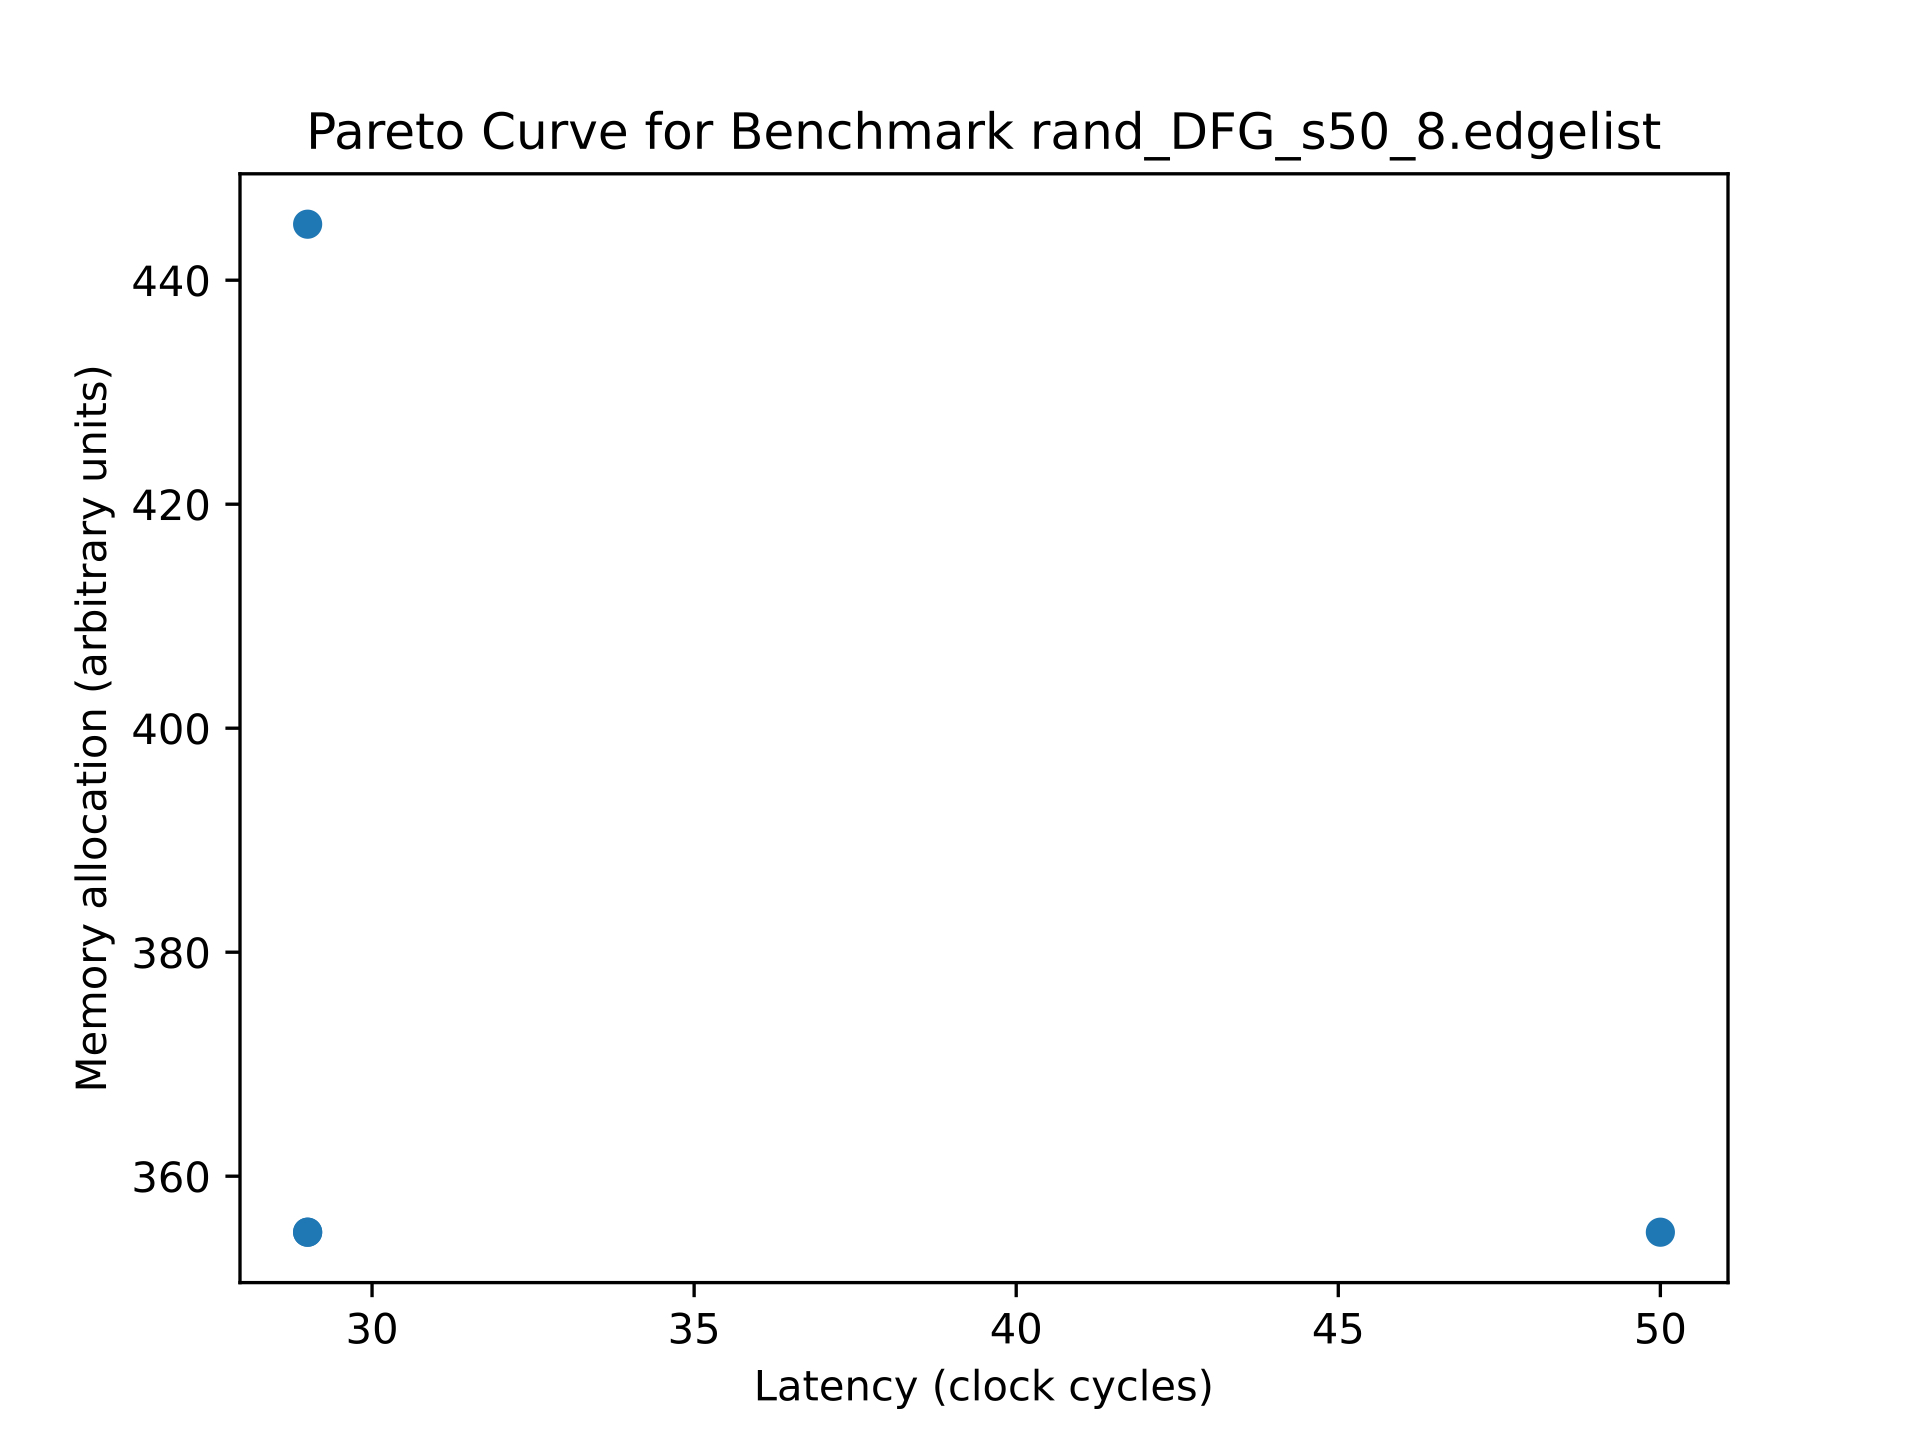 Pareto Curve for Benchmark rand_DFG_s50_8.edgelist
Memory allocation (arbitrary units)
440
420
400
380
360
30 35 40 45 50
Latency (clock cycles)